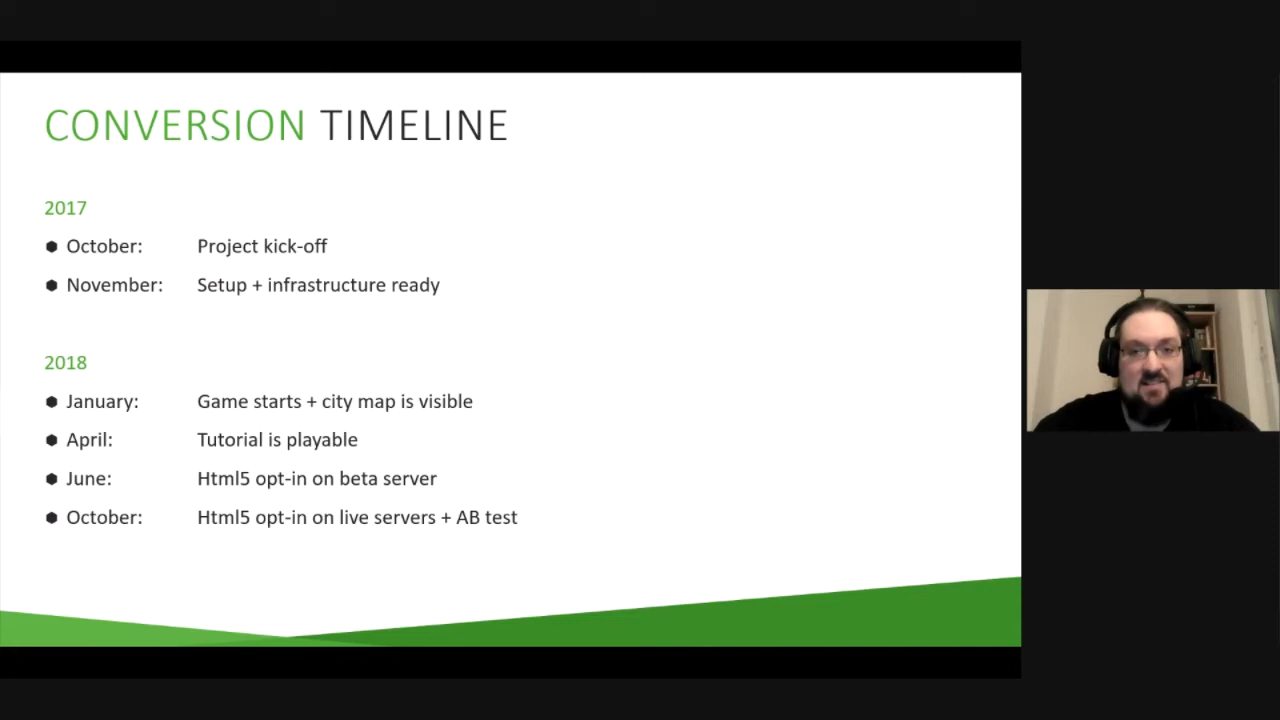 CONVERSION TIMELINE
2017
October: Project kick-off
November: Setup + infrastructure ready
2018
January: Game starts + city map is visible
April: Tutorial is playable
June: Html5 opt-in on beta server
October: Html5 opt-in on live servers + AB test